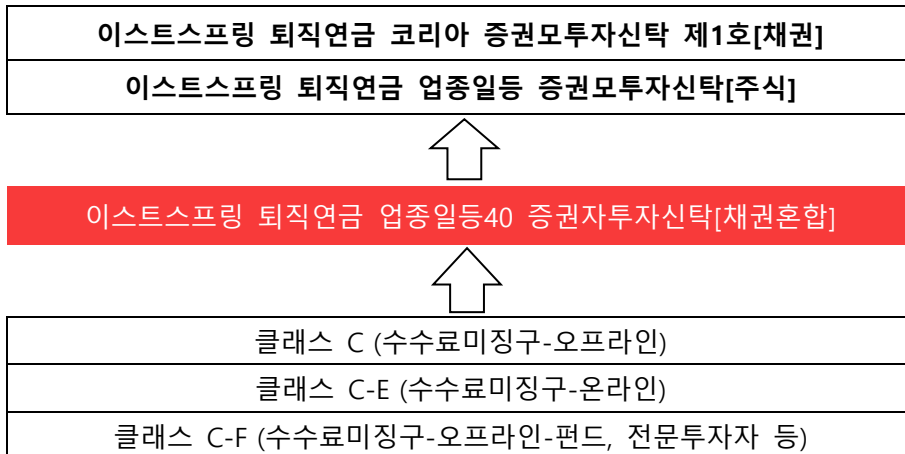 이스트스프링 퇴직연금 코리아 증권모투자신탁 제1호[채권]
이스트스프링 퇴직연금 업종일등 증권모투자신탁[주식]
이스트스프링 퇴직연금 업종일등40 증권자투자신탁[채권혼합]
클래스 C (수수료미징구-오프라인)
클래스 C-E (수수료미징구-온라인)
클래스 C-F (수수료미징구-오프라인-펀드, 전문투자자 등)